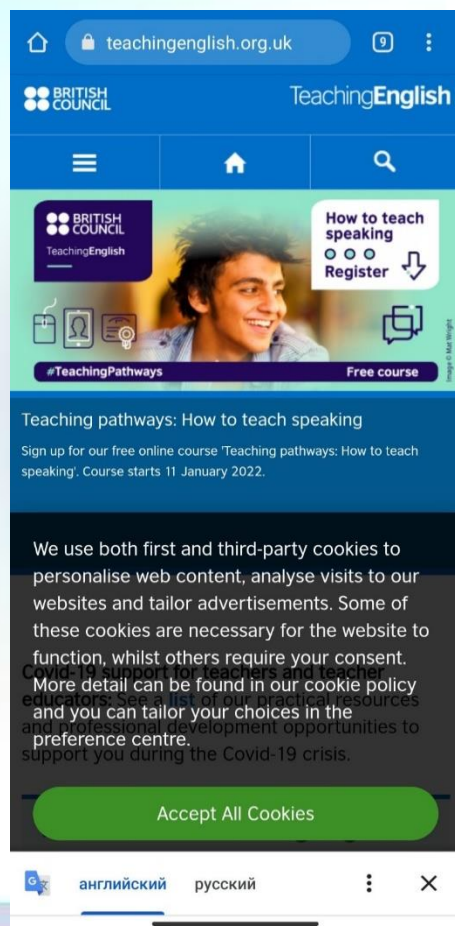 teachingenglish.org.uk
9
BRITISH
COUNCIL
TeachingEnglish
BRITISH
COUNCIL
TeachingEnglish
How to teach
speaking
Register
#TeachingPathways
Free course
Image © Mat Wright
Teaching pathways: How to teach speaking
Sign up for our free online course 'Teaching pathways: How to teach
speaking'. Course starts 11 January 2022.
We use both first and third-party cookies to
personalise web content, analyse visits to our
websites and tailor advertisements. Some of
these cookies are necessary for the website to
function, whilst others require your consent.
More detail can be found in our cookie policy
and you can tailor your choices in the
preference centre.
Covid-19 support for teachers and teacher
educators: See a list of our practical resources
and professional development opportunities to
support you during the Covid-19 crisis.
Accept All Cookies
G
английский
русский